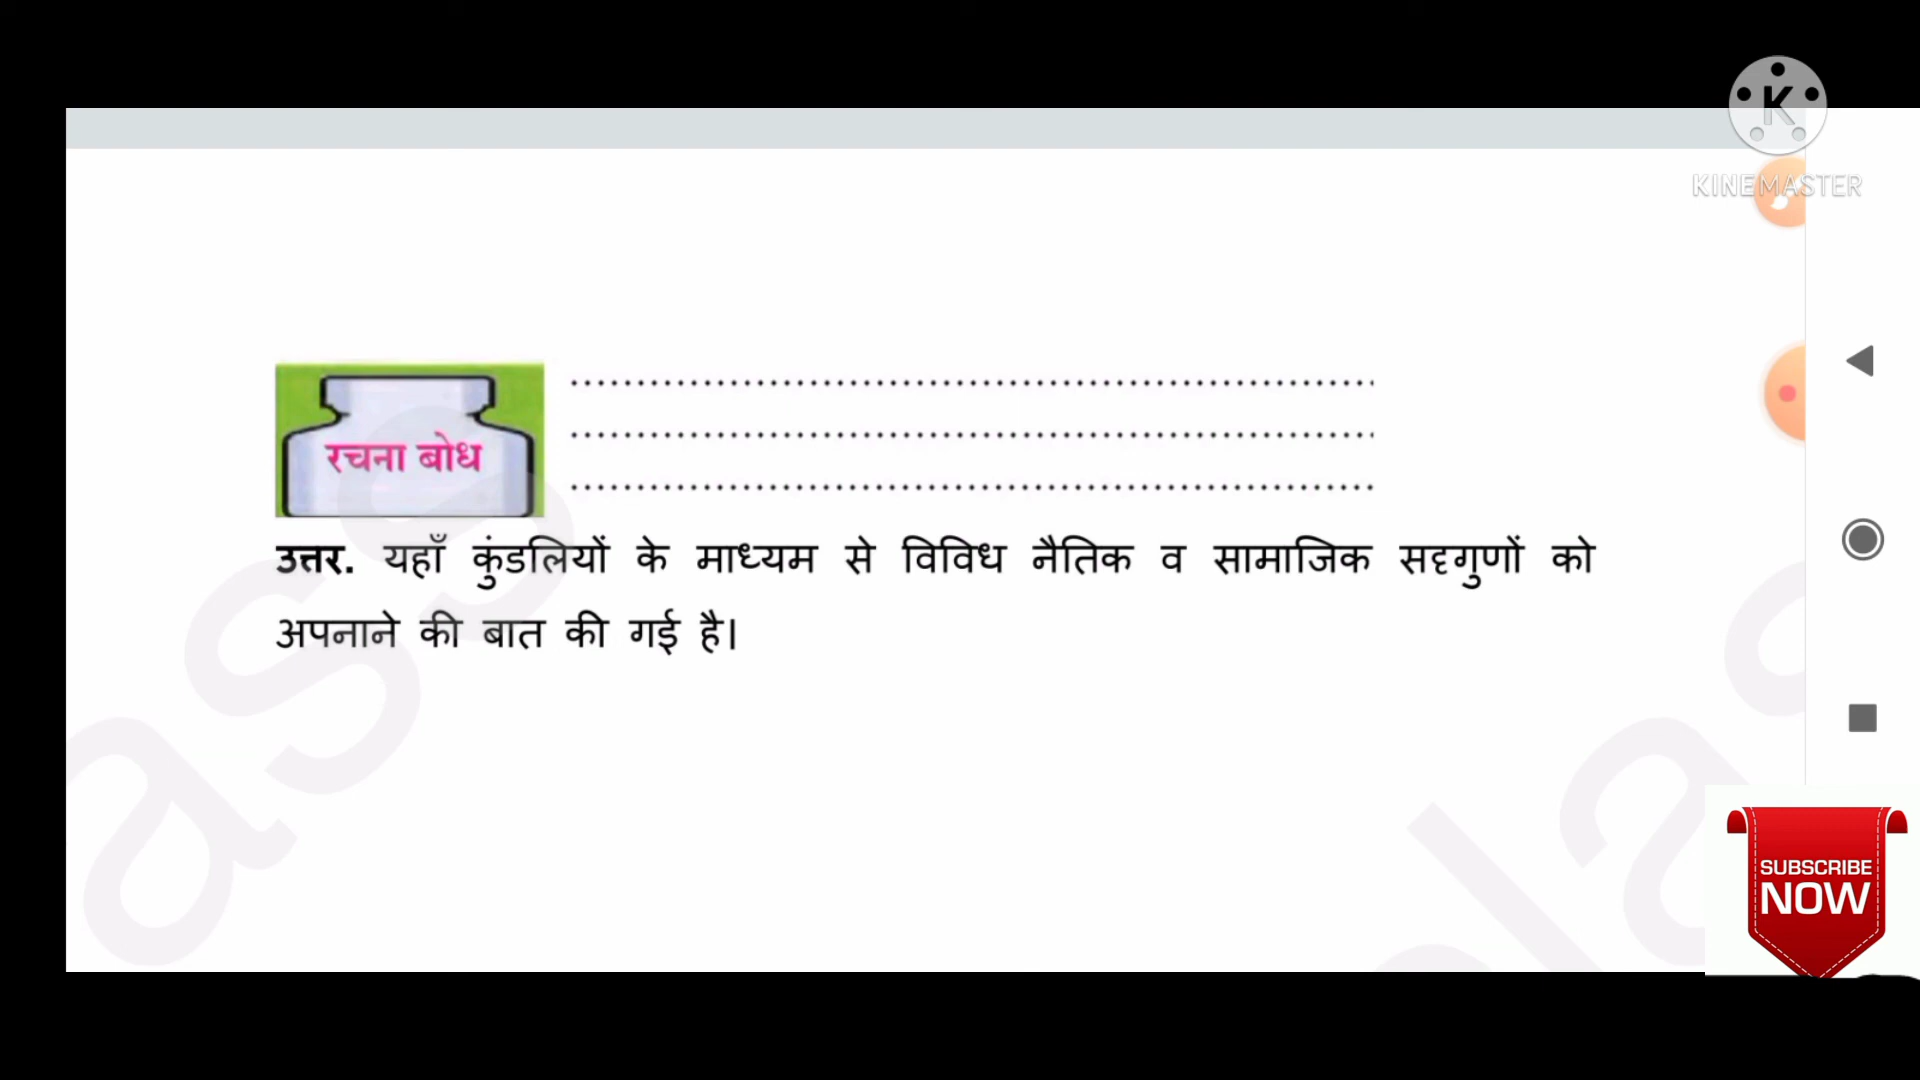 K
KINEMASTER
रचना बोध
उत्तर. यहाँ कुंडलियों के माध्यम से विविध नैतिक व सामाजिक सदृगुणों को
अपनाने की बात की गई है।
SUBSCRIBE
NOW